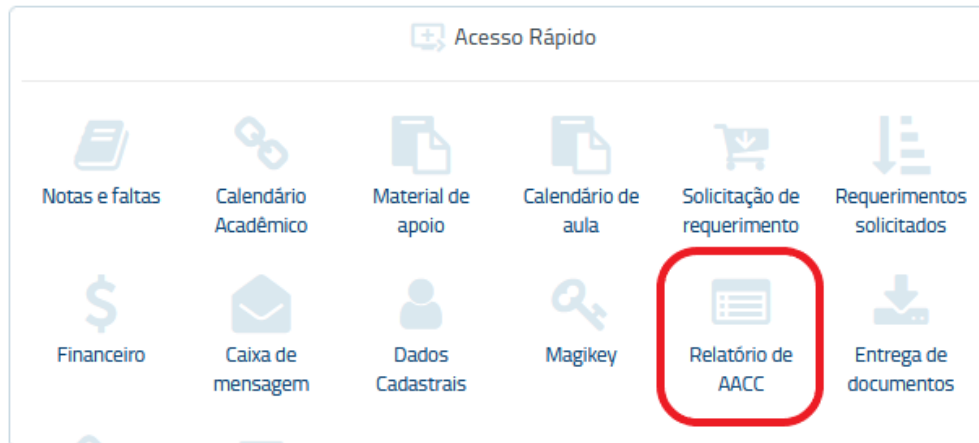 Acesso Rápido
Notas e faltas
Calendário
Acadêmico
Material de
apoio
Calendário de
aula
Solicitação de
requerimento
Requerimentos
solicitados
Financeiro
Caixa de
mensagem
Dados
Cadastrais
Magikey
Relatório de
AACC
Entrega de
documentos